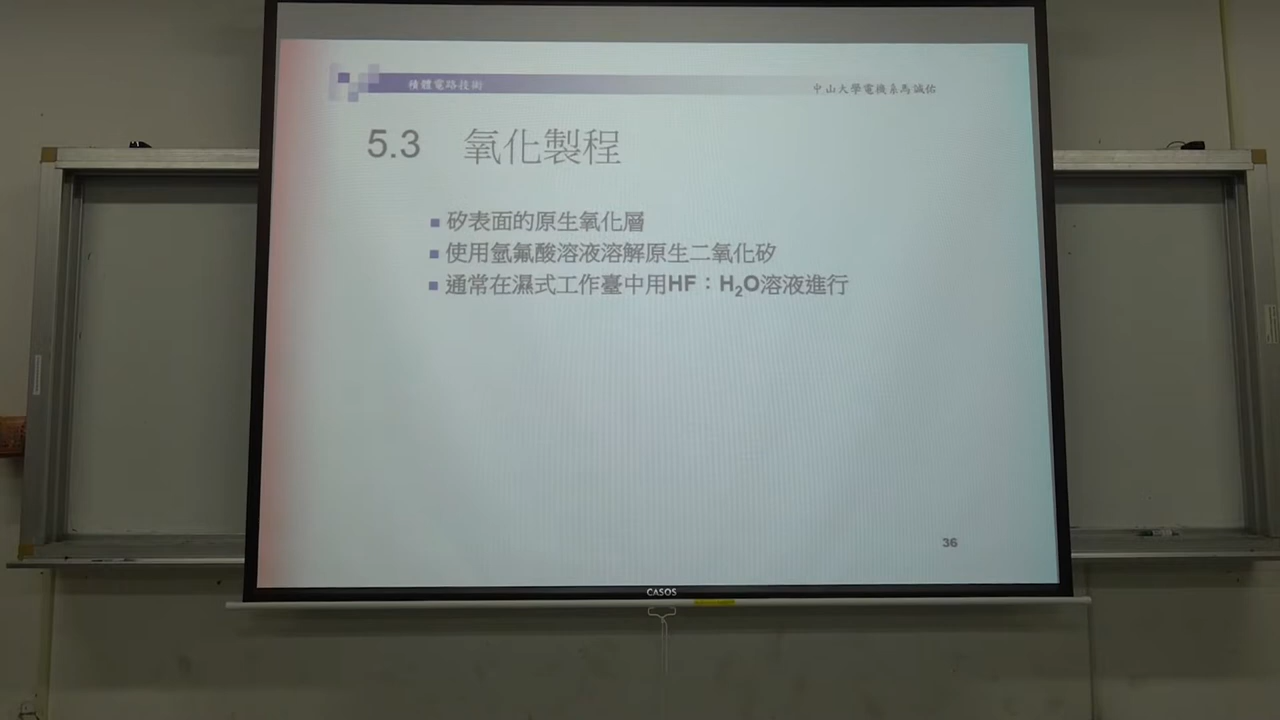 積體電路技術
中山大學電機系馬誠佑
5.3 氧化製程
矽表面的原生氧化層
使用氫氟酸溶液溶解原生二氧化矽
通常在濕式工作臺中用HF：H₂O溶液進行
36
CASOS